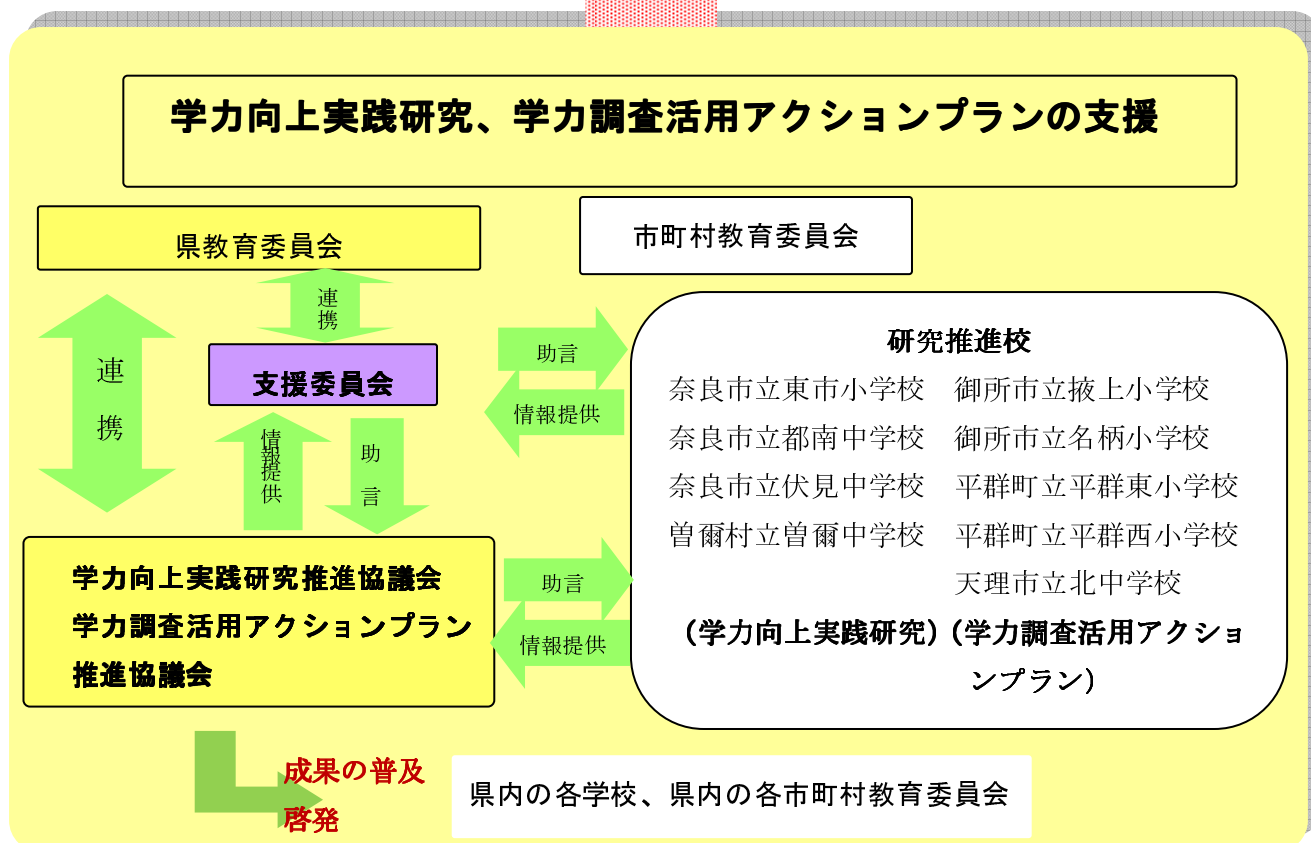 学力向上実践研究、学力調査活用アクションプランの支援
県教育委員会
市町村教育委員会
連携
連携
支援委員会
助言
情報提供
情報提供
助言
研究推進校
奈良市立東市小学校 御所市立掖上小学校
奈良市立都南中学校 御所市立名柄小学校
奈良市立伏見中学校 平群町立平群東小学校
曽爾村立曽爾中学校 平群町立平群西小学校
天理市立北中学校
(学力向上実践研究) (学力調査活用アクショ
ンプラン)
学力向上実践研究推進協議会
学力調査活用アクションプラン
推進協議会
助言
情報提供
成果の普及
啓発
県内の各学校、県内の各市町村教育委員会